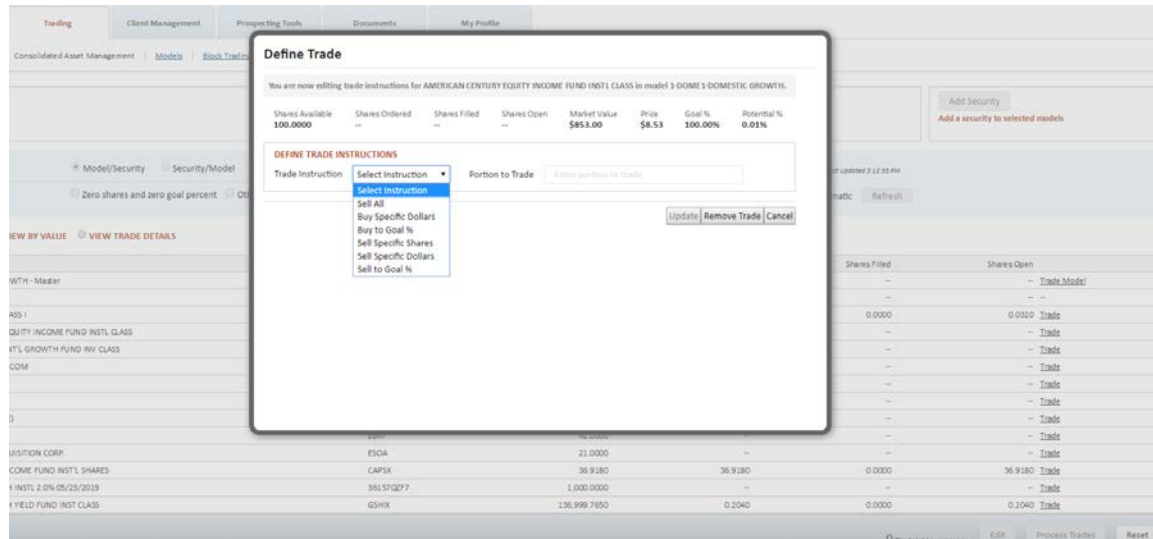 Trading Client Management Prospecting Tools Documents My Profile
Consolidated Asset Management Models Block Trading
Define Trade
You are now editing trade instructions for AMERICAN CENTURY EQUITY INCOME FUND INSTL CLASS in model 1-DOME1-DOMESTIC GROWTH.
Shares Available Shares Ordered Shares Filled Shares Open Market Value Price Goal % Potential %
100.0000 -- -- -- $853.00 $8.53 100.00% 0.01%
Add Security
Add a security to selected models
DEFINE TRADE INSTRUCTIONS
Trade Instruction Select Instruction Portion to Trade Enter portion to trade
Select Instruction
Sell All
Buy Specific Dollars
Buy to Goal %
Sell Specific Shares
Sell Specific Dollars
Sell to Goal %
Update Remove Trade Cancel
Model/Security Security/Model
updated 3:12:33 PM
Zero shares and zero goal percent
Refresh
BY VALUE VIEW TRADE DETAILS
Shares Filled Shares Open
- Master -- -- Trade Model
-- --
0.0000 0.0320 Trade
INCOME FUND INSTL CLASS -- -- Trade
GROWTH FUND INV CLASS -- -- Trade
COM -- -- Trade
-- -- Trade
-- -- Trade
-- -- Trade
-- -- Trade
CORP. ESOA 21.0000 -- -- -- Trade
FUND INST'L SHARES CAPSX 36.9180 36.9180 0.0000 36.9180 Trade
INSTL 2.0% 05/23/2019 36157QZF7 1,000.0000 -- -- -- Trade
YIELD FUND INST CLASS GSHIX 136,999.7650 0.2040 0.0000 0.2040 Trade
Edit Process Trades Reset